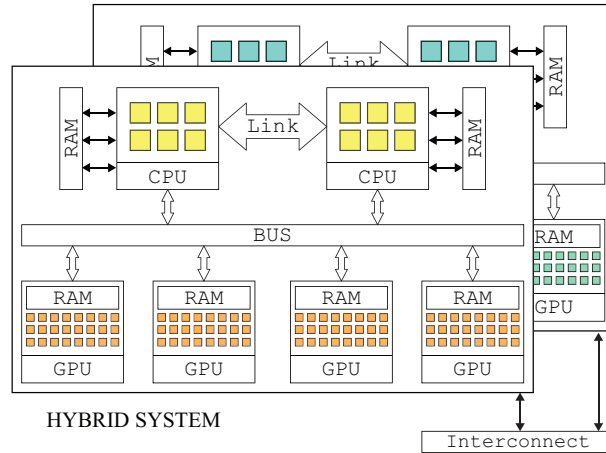 Link
RAM
RAM
Link
RAM
RAM
CPU
CPU
BUS
RAM
RAM
RAM
RAM
RAM
GPU
GPU
GPU
GPU
GPU
HYBRID SYSTEM
Interconnect